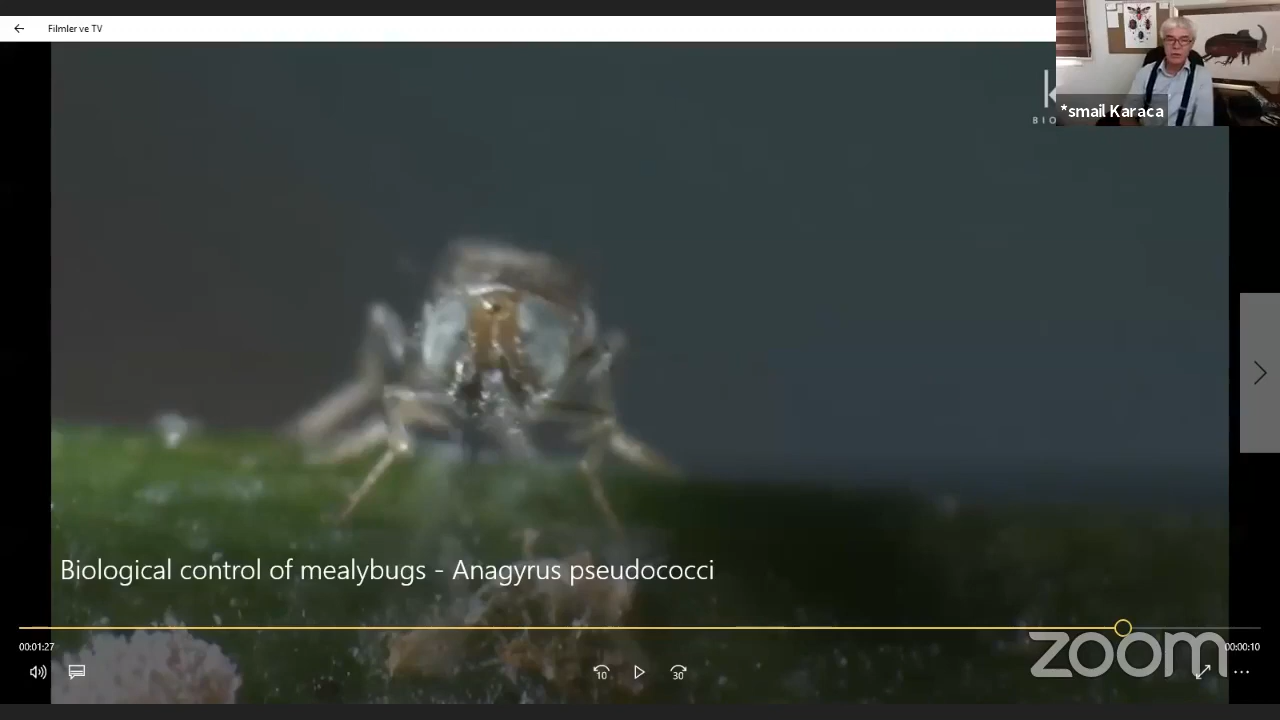 Filmler ve TV
K
BIO
*smail Karaca
Biological control of mealybugs - Anagyrus pseudococci
00:01:27
00:00:10
10
30
zoom